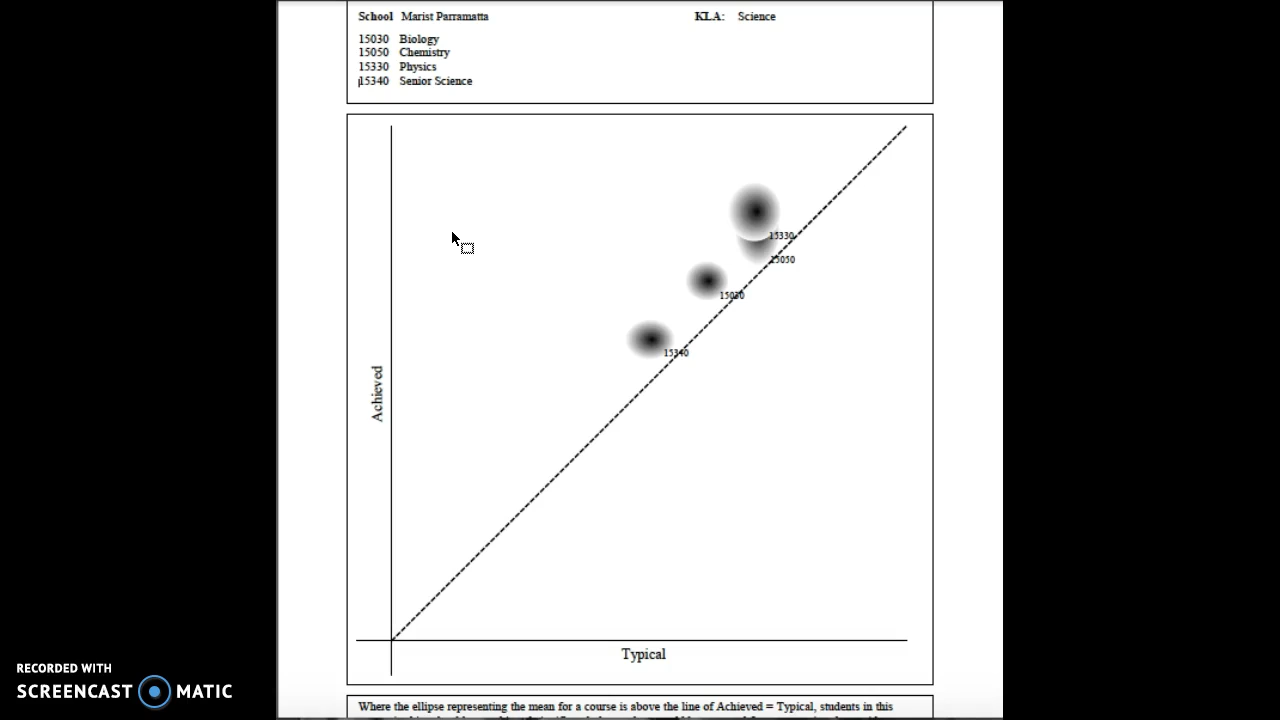 School Marist Parramatta KLA: Science
15030 Biology
15050 Chemistry
15330 Physics
15340 Senior Science
15330
15050
15030
15340
Achieved
Typical
Where the ellipse representing the mean for a course is above the line of Achieved = Typical, students in this
RECORDED WITH
SCREENCAST MATIC